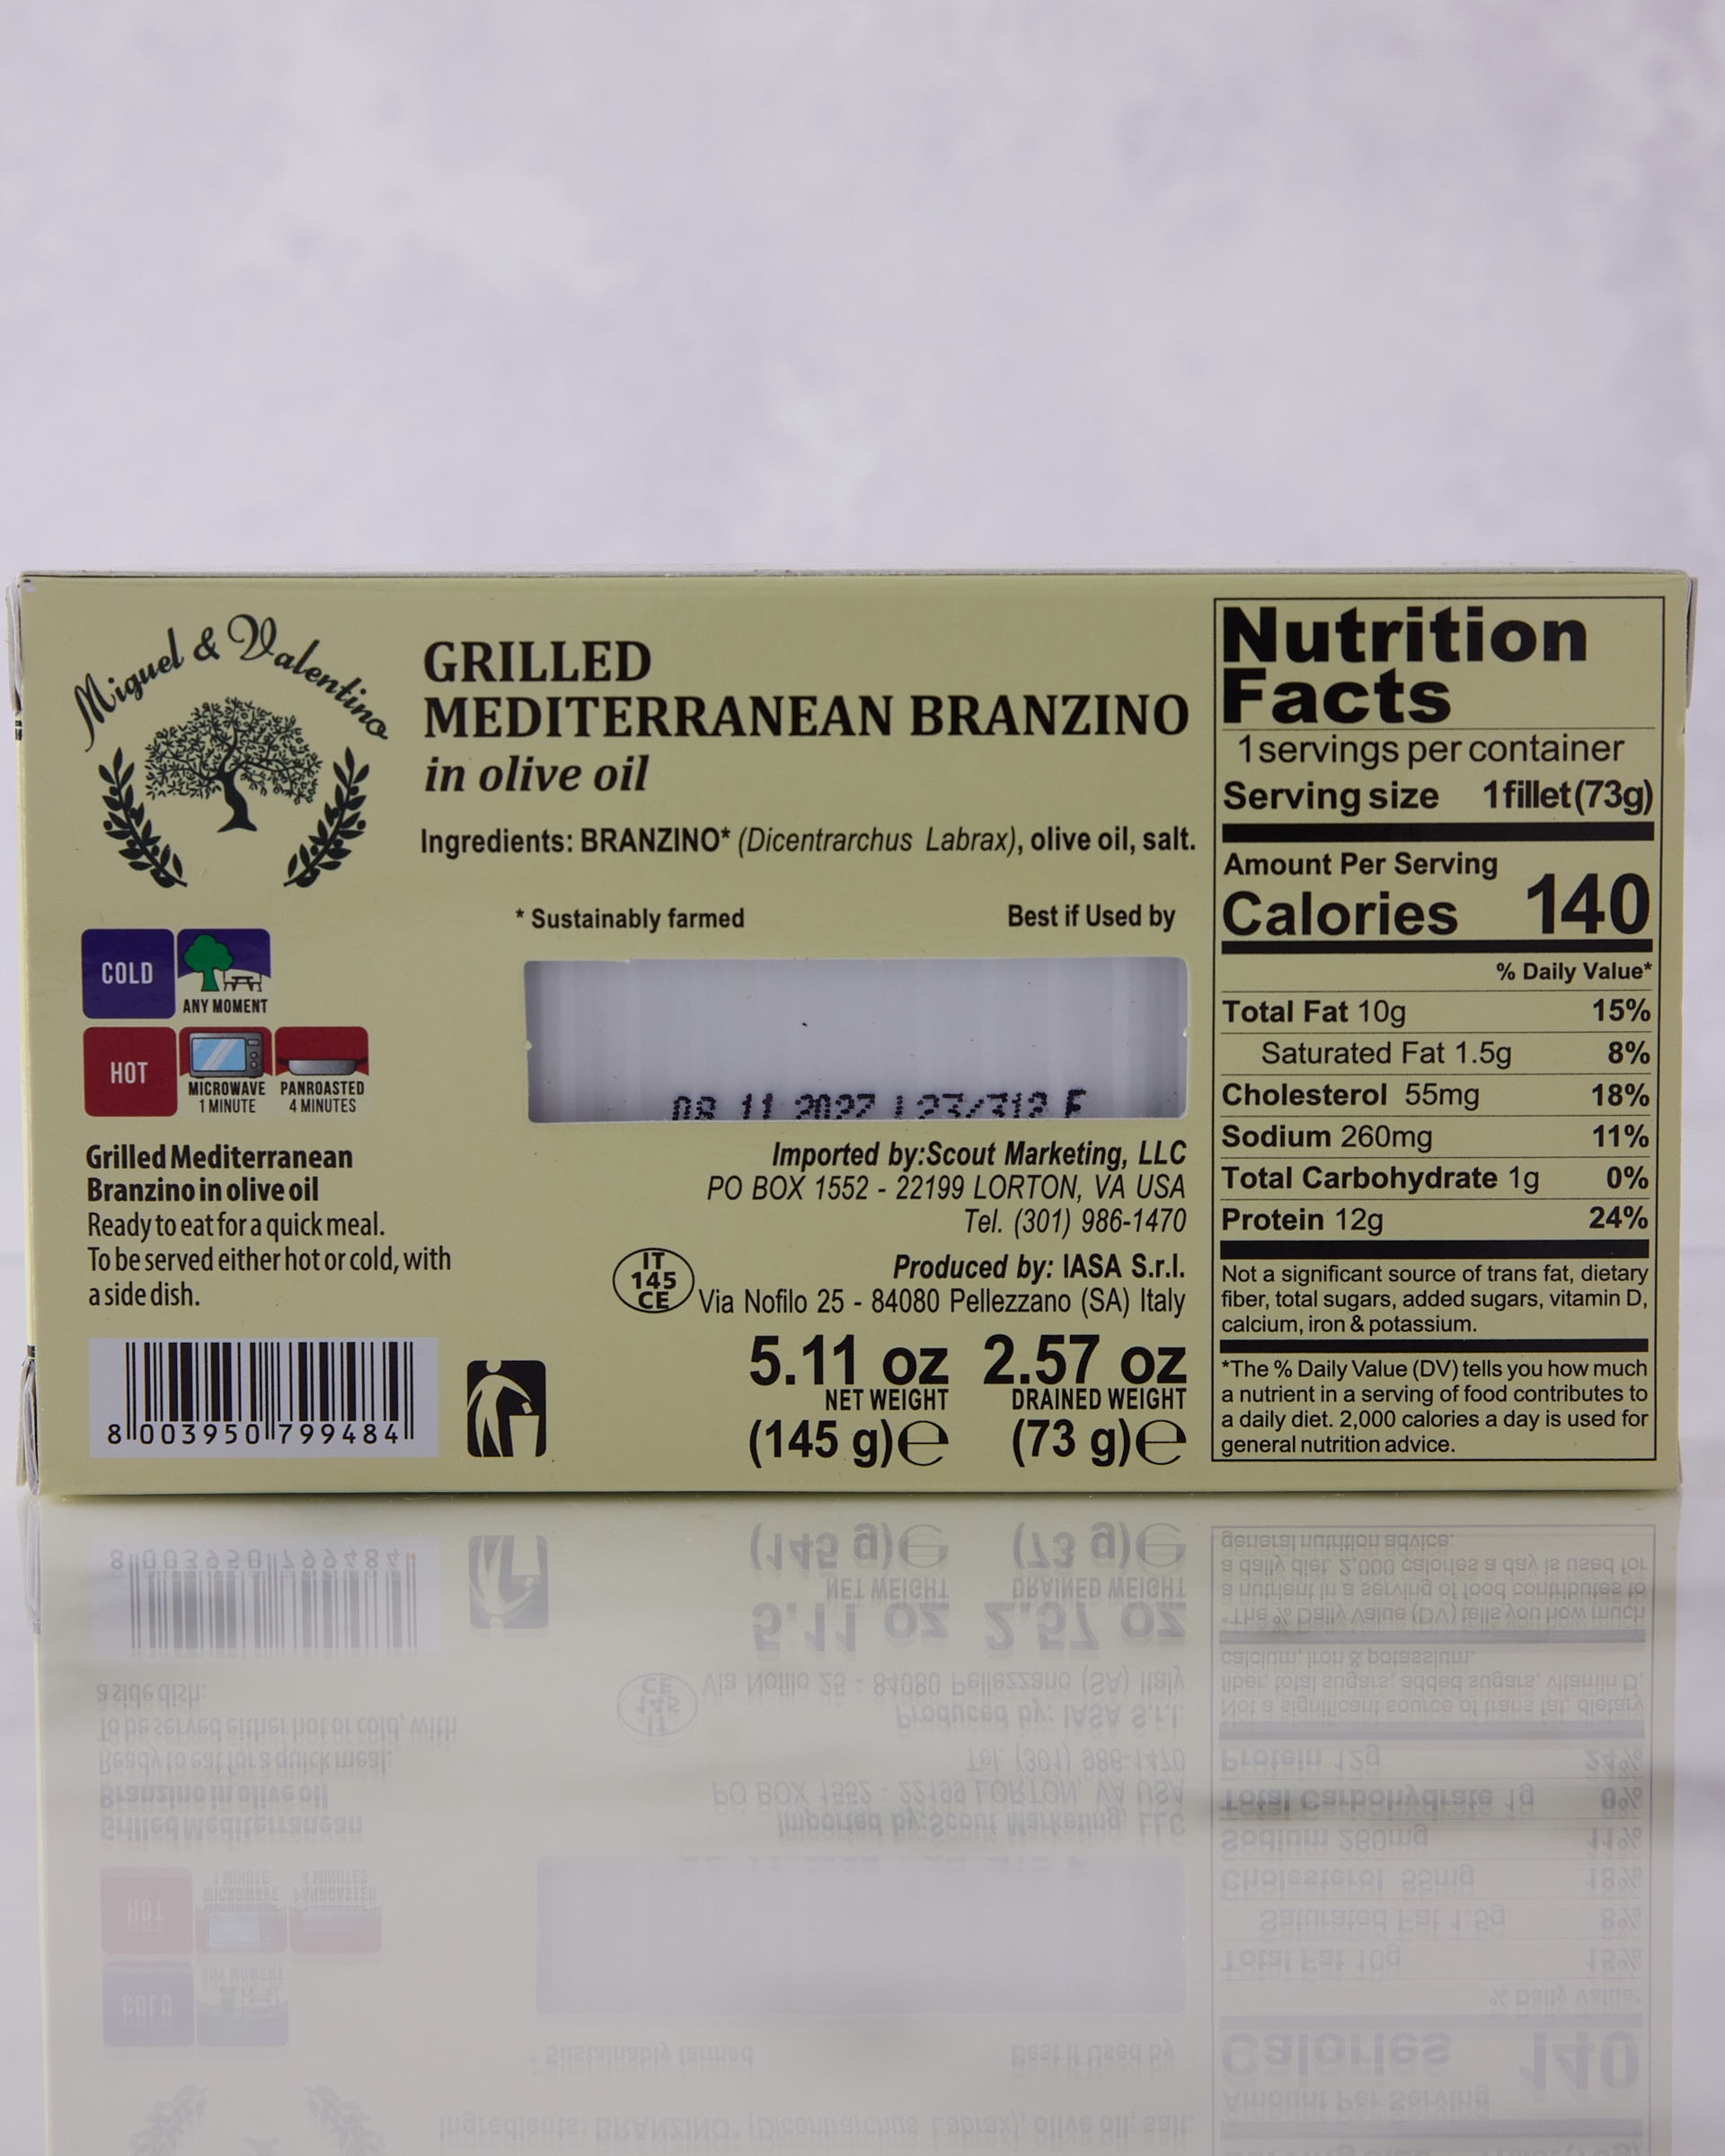 Miguel & Valentino
GRILLED
MEDITERRANEAN BRANZINO
in olive oil
Ingredients: BRANZINO* (Dicentrarchus Labrax), olive oil, salt.
* Sustainably farmed
Best if Used by
COLD
ANY MOMENT
HOT
MICROWAVE
1 MINUTE
PANROASTED
4 MINUTES
Grilled Mediterranean
Branzino in olive oil
Ready to eat for a quick meal.
To be served either hot or cold, with
a side dish.
8 003950 799484
08 11 2027 L23/312 F
Imported by:Scout Marketing, LLC
PO BOX 1552 - 22199 LORTON, VA USA
Tel. (301) 986-1470
IT
145
CE
Produced by: IASA S.r.l.
Via Nofilo 25 - 84080 Pellezzano (SA) Italy
5.11 oz 2.57 oz
NET WEIGHT DRAINED WEIGHT
(145 g)℮ (73 g)℮
Nutrition
Facts
1 servings per container
Serving size 1 fillet (73g)
Amount Per Serving
Calories 140
% Daily Value*
Total Fat 10g 15%
Saturated Fat 1.5g 8%
Cholesterol 55mg 18%
Sodium 260mg 11%
Total Carbohydrate 1g 0%
Protein 12g 24%
Not a significant source of trans fat, dietary
fiber, total sugars, added sugars, vitamin D,
calcium, iron & potassium.
*The % Daily Value (DV) tells you how much
a nutrient in a serving of food contributes to
a daily diet. 2,000 calories a day is used for
general nutrition advice.